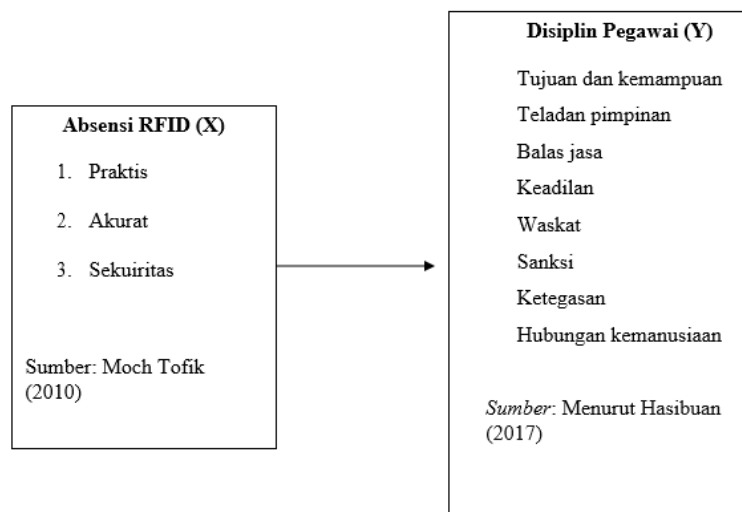 Absensi RFID (X)
1. Praktis
2. Akurat
3. Sekuiritas
Sumber: Moch Tofik
(2010)
Disiplin Pegawai (Y)
Tujuan dan kemampuan
Teladan pimpinan
Balas jasa
Keadilan
Waskat
Sanksi
Ketegasan
Hubungan kemanusiaan
Sumber: Menurut Hasibuan
(2017)